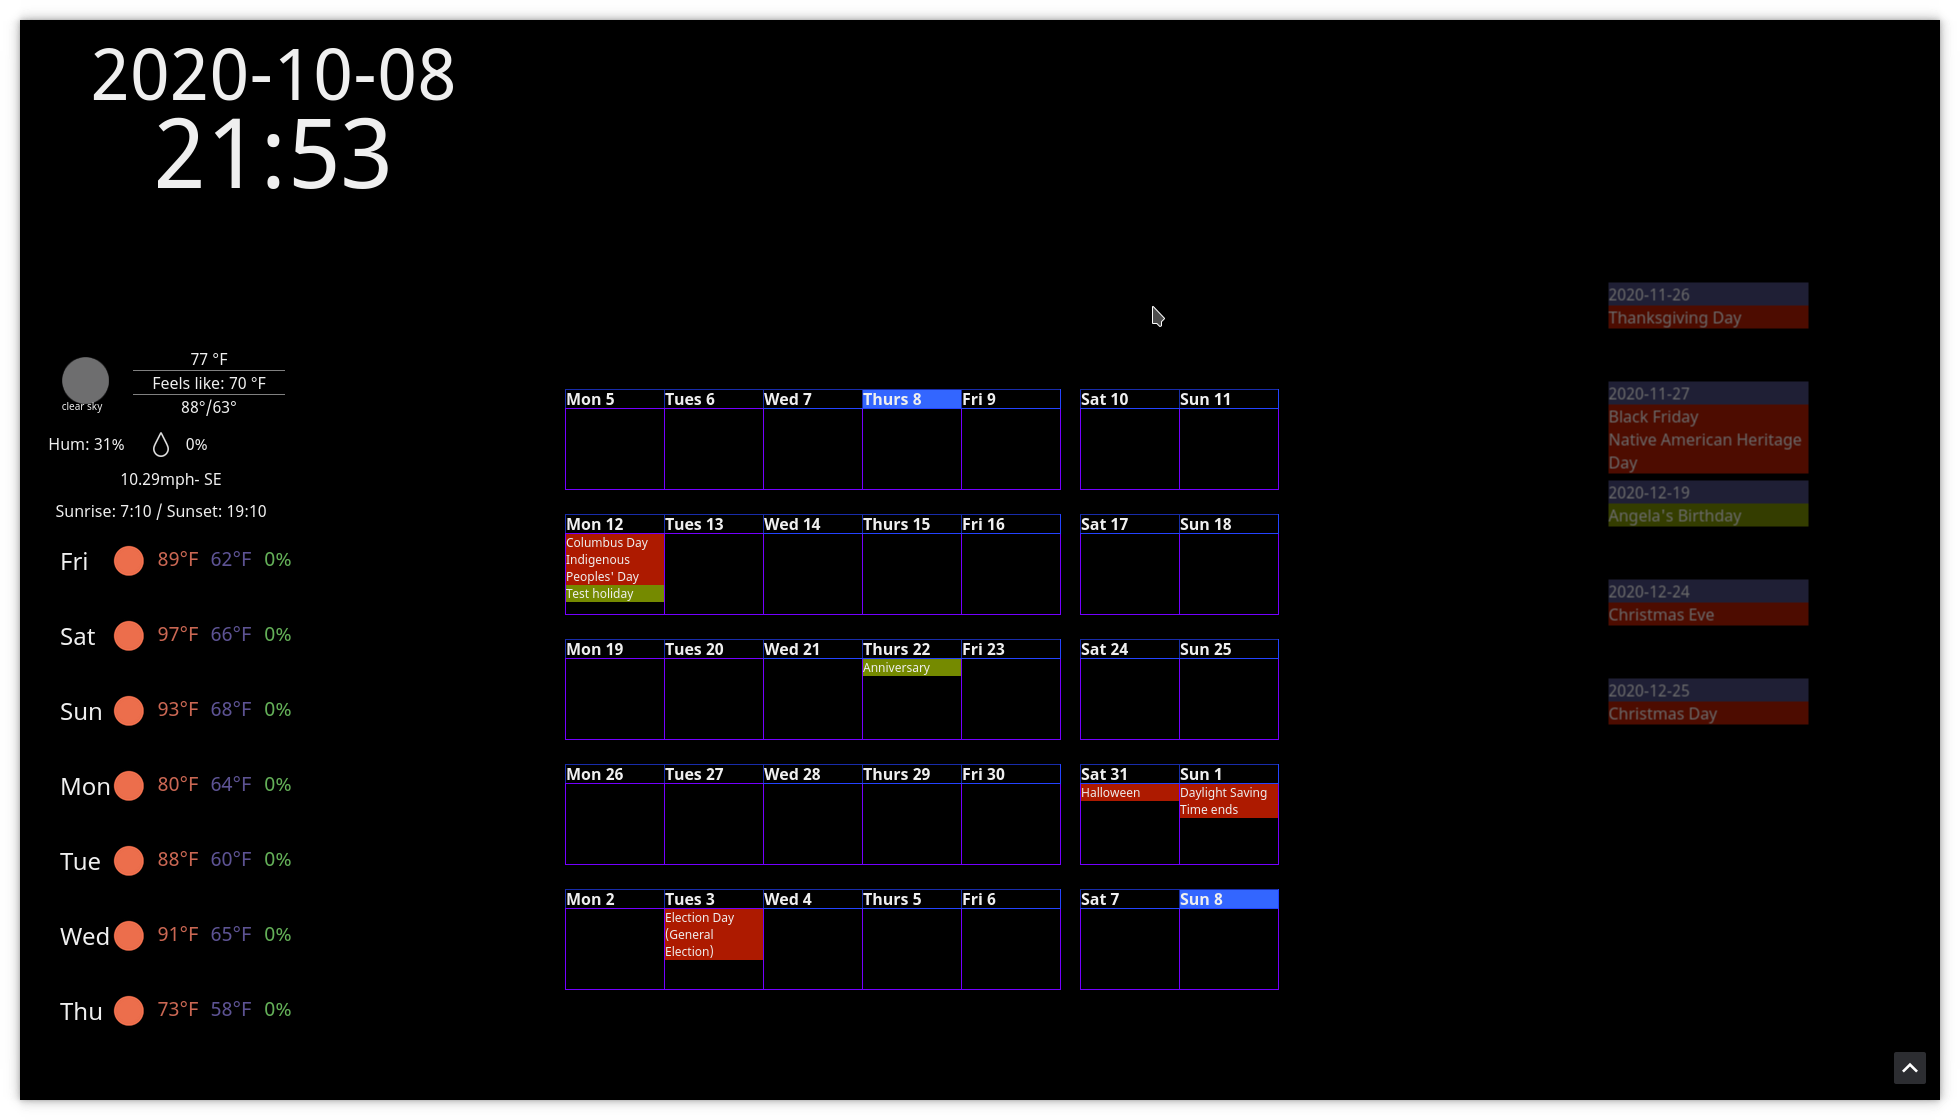 2020-10-08
21:53
77 °F
Feels like: 70 °F
88°/63°
clear sky
Hum: 31% 0%
10.29mph- SE
Sunrise: 7:10 / Sunset: 19:10
Fri 89°F 62°F 0%
Sat 97°F 66°F 0%
Sun 93°F 68°F 0%
Mon 80°F 64°F 0%
Tue 88°F 60°F 0%
Wed 91°F 65°F 0%
Thu 73°F 58°F 0%
Mon 5 Tues 6 Wed 7 Thurs 8 Fri 9 Sat 10 Sun 11
Mon 12 Tues 13 Wed 14 Thurs 15 Fri 16 Sat 17 Sun 18
Columbus Day
Indigenous
Peoples' Day
Test holiday
Mon 19 Tues 20 Wed 21 Thurs 22 Fri 23 Sat 24 Sun 25
Anniversary
Mon 26 Tues 27 Wed 28 Thurs 29 Fri 30 Sat 31 Sun 1
Halloween
Daylight Saving
Time ends
Mon 2 Tues 3 Wed 4 Thurs 5 Fri 6 Sat 7 Sun 8
Election Day
(General
Election)
2020-11-26
Thanksgiving Day
2020-11-27
Black Friday
Native American Heritage
Day
2020-12-19
Angela's Birthday
2020-12-24
Christmas Eve
2020-12-25
Christmas Day